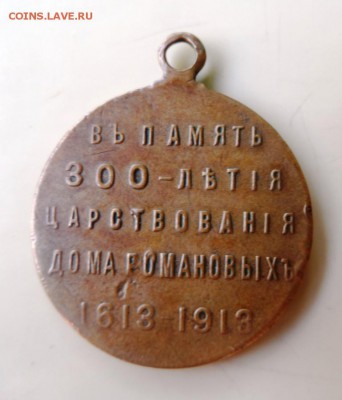 COINS.LAVE.RU
ВЪ ПАМЯТЬ
300-ЛѢТІЯ
ЦАРСТВОВАНІЯ
ДОМА РОМАНОВЫХЪ
1613-1913